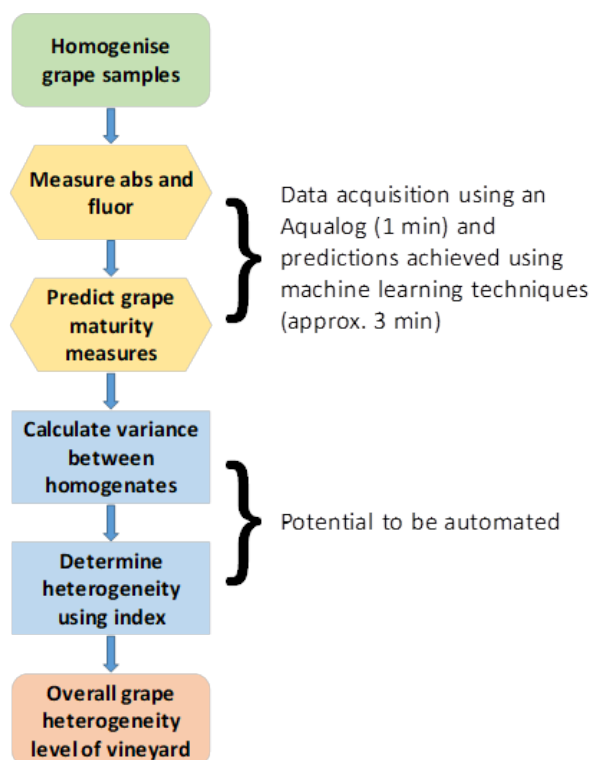 Homogenise
grape samples
Measure abs and
fluor
Data acquisition using an
Aqualog (1 min) and
predictions achieved using
machine learning techniques
(approx. 3 min)
Predict grape
maturity
measures
Calculate variance
between
homogenates
Potential to be automated
Determine
heterogeneity
using index
Overall grape
heterogeneity
level of vineyard